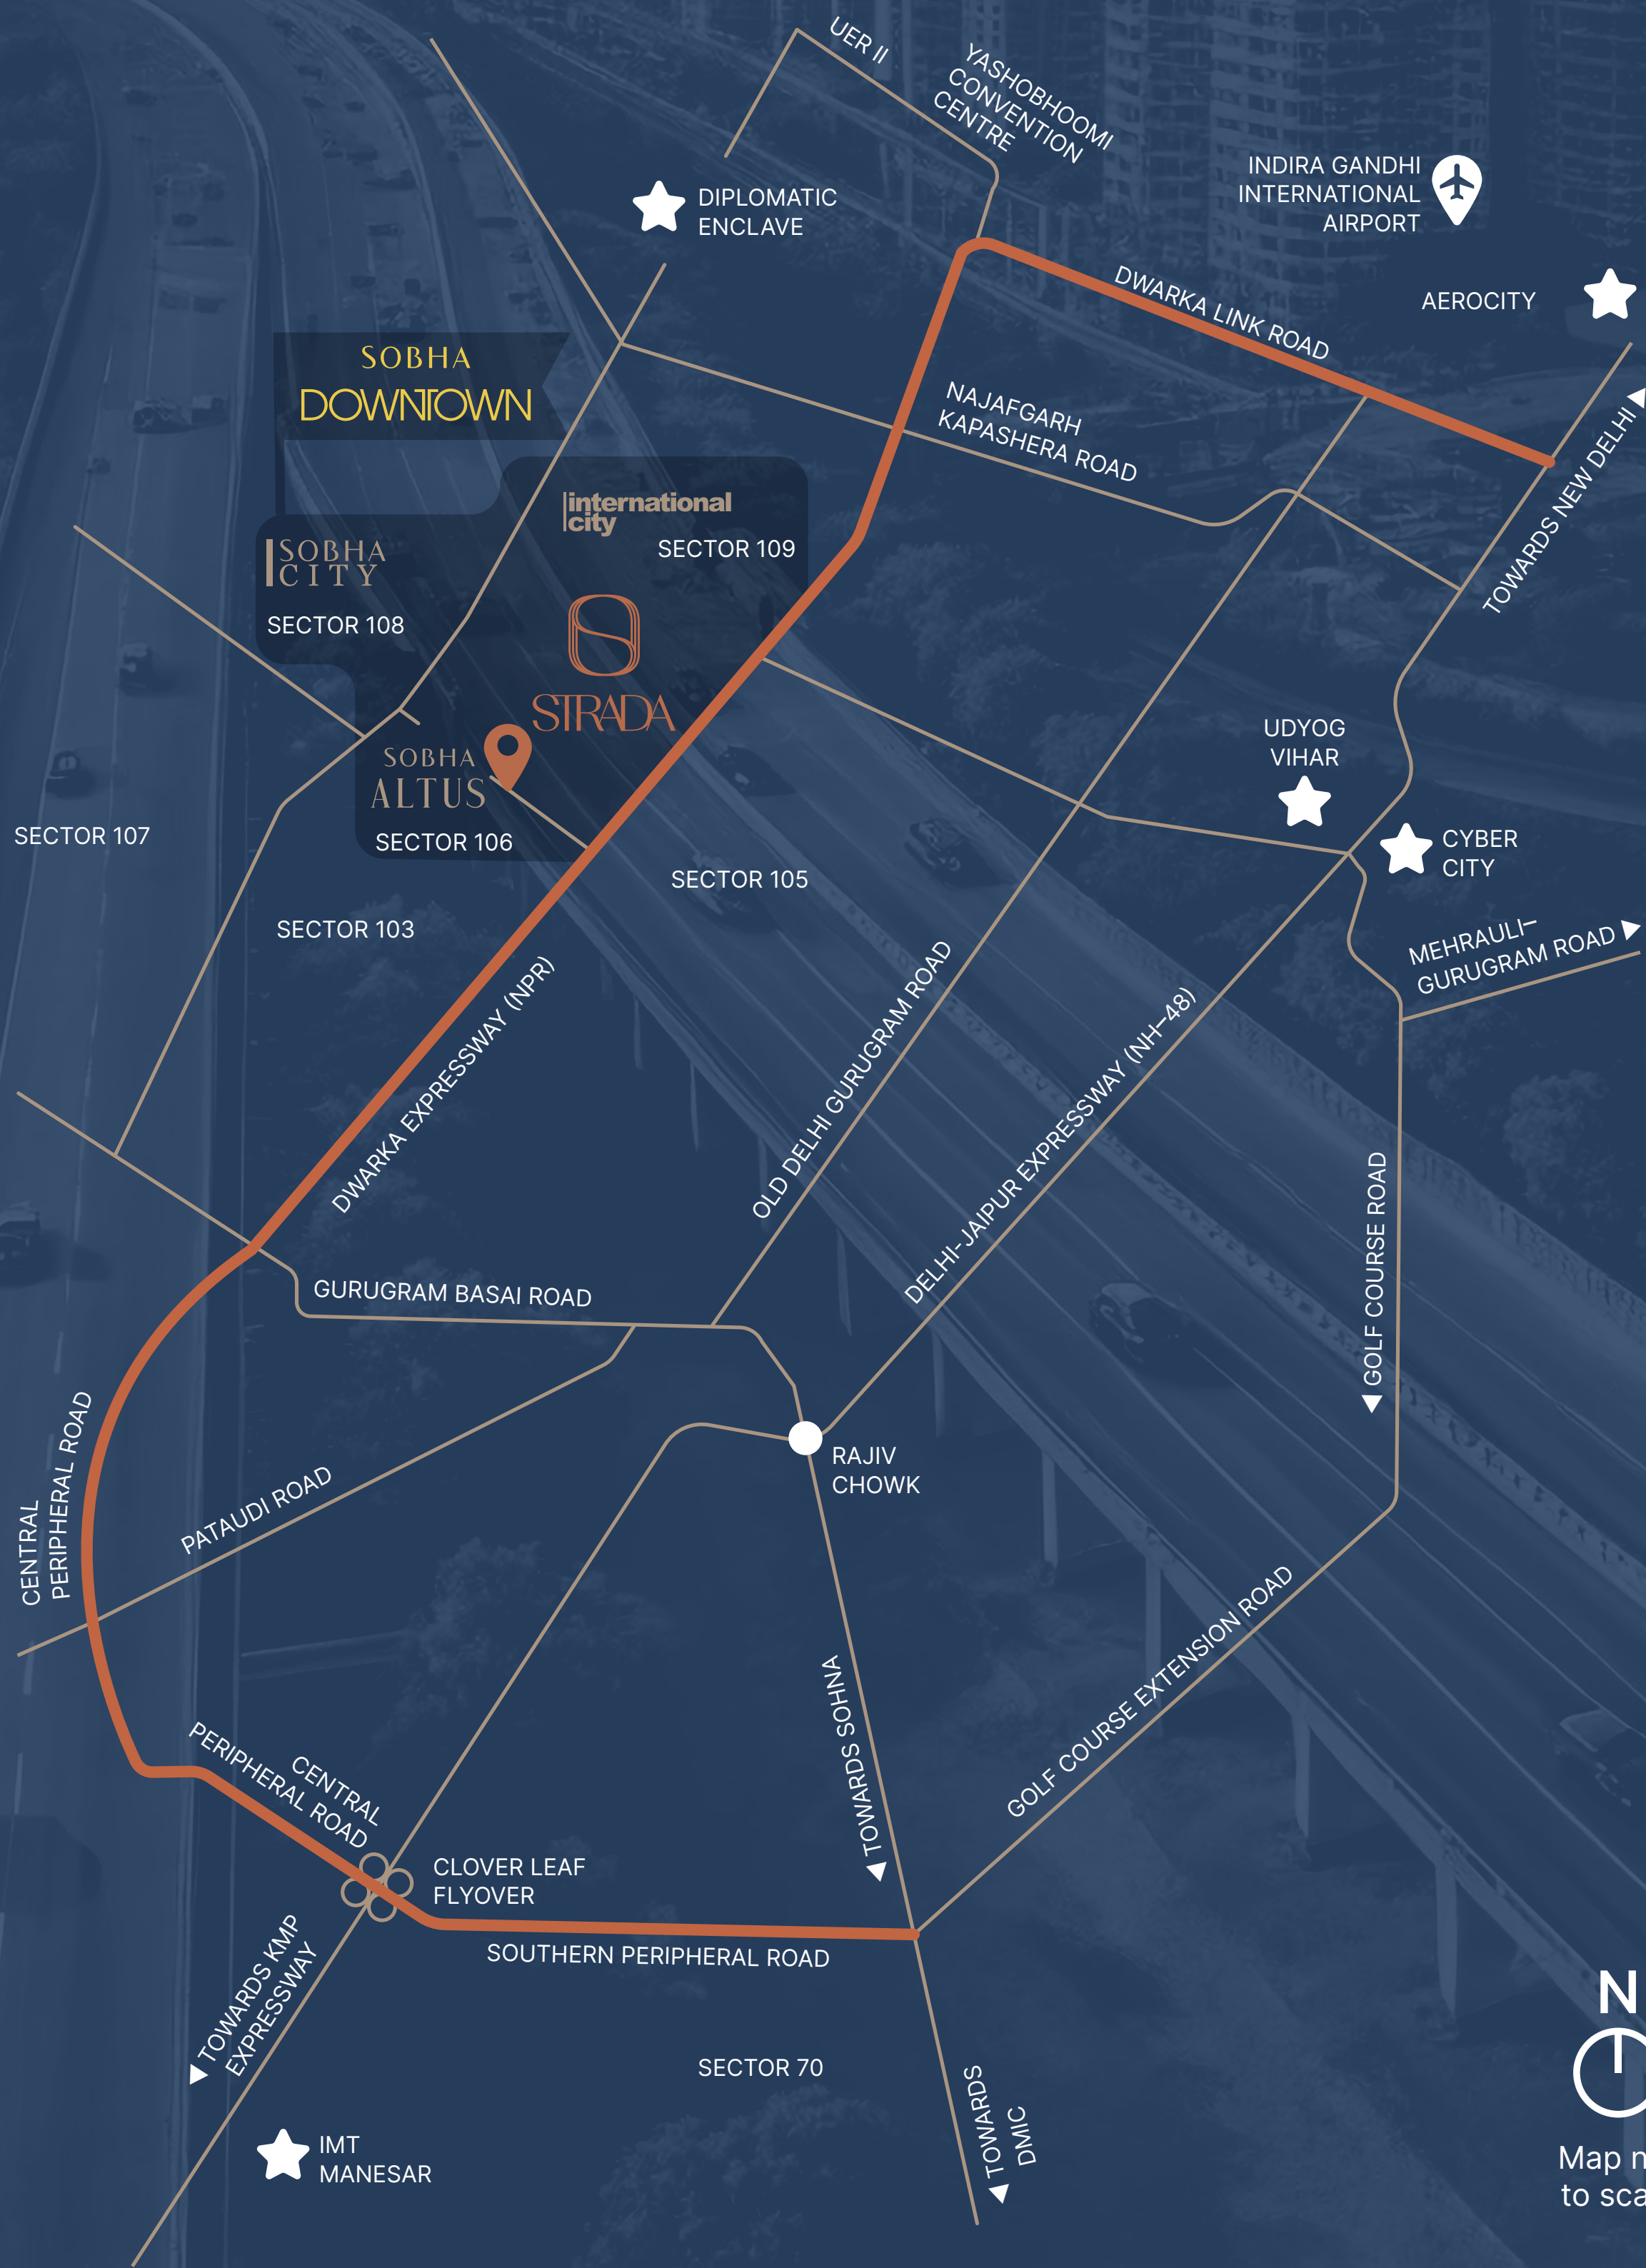 UER II
YASHOBHOOMI
CONVENTION
CENTRE
INDIRA GANDHI
INTERNATIONAL
AIRPORT
DIPLOMATIC
ENCLAVE
AEROCITY
DWARKA LINK ROAD
SOBHA
DOWNTOWN
NAJAFGARH
KAPASHERA ROAD
TOWARDS NEW DELHI
international
city
SECTOR 109
SOBHA
CITY
SECTOR 108
STRADA
SOBHA
ALTUS
SECTOR 106
UDYOG
VIHAR
CYBER
CITY
SECTOR 107
SECTOR 105
SECTOR 103
MEHRAULI–
GURUGRAM ROAD
DWARKA EXPRESSWAY (NPR)
OLD DELHI GURUGRAM ROAD
DELHI-JAIPUR EXPRESSWAY (NH–48)
GOLF COURSE ROAD
GURUGRAM BASAI ROAD
RAJIV
CHOWK
CENTRAL
PERIPHERAL ROAD
PATAUDI ROAD
TOWARDS SOHNA
GOLF COURSE EXTENSION ROAD
CENTRAL
PERIPHERAL ROAD
CLOVER LEAF
FLYOVER
SOUTHERN PERIPHERAL ROAD
TOWARDS KMP
EXPRESSWAY
SECTOR 70
TOWARDS
DMIC
IMT
MANESAR
N
Map
to